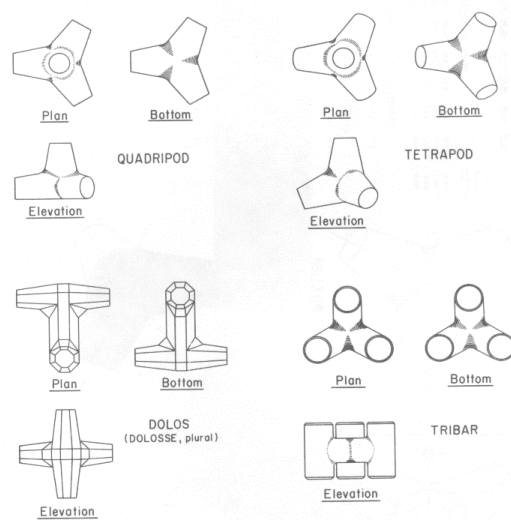 Plan
Bottom
Plan
Bottom
QUADRIPOD
Elevation
TETRAPOD
Elevation
Plan
Bottom
Plan
Bottom
DOLOS
(DOLOSSE, plural)
Elevation
TRIBAR
Elevation